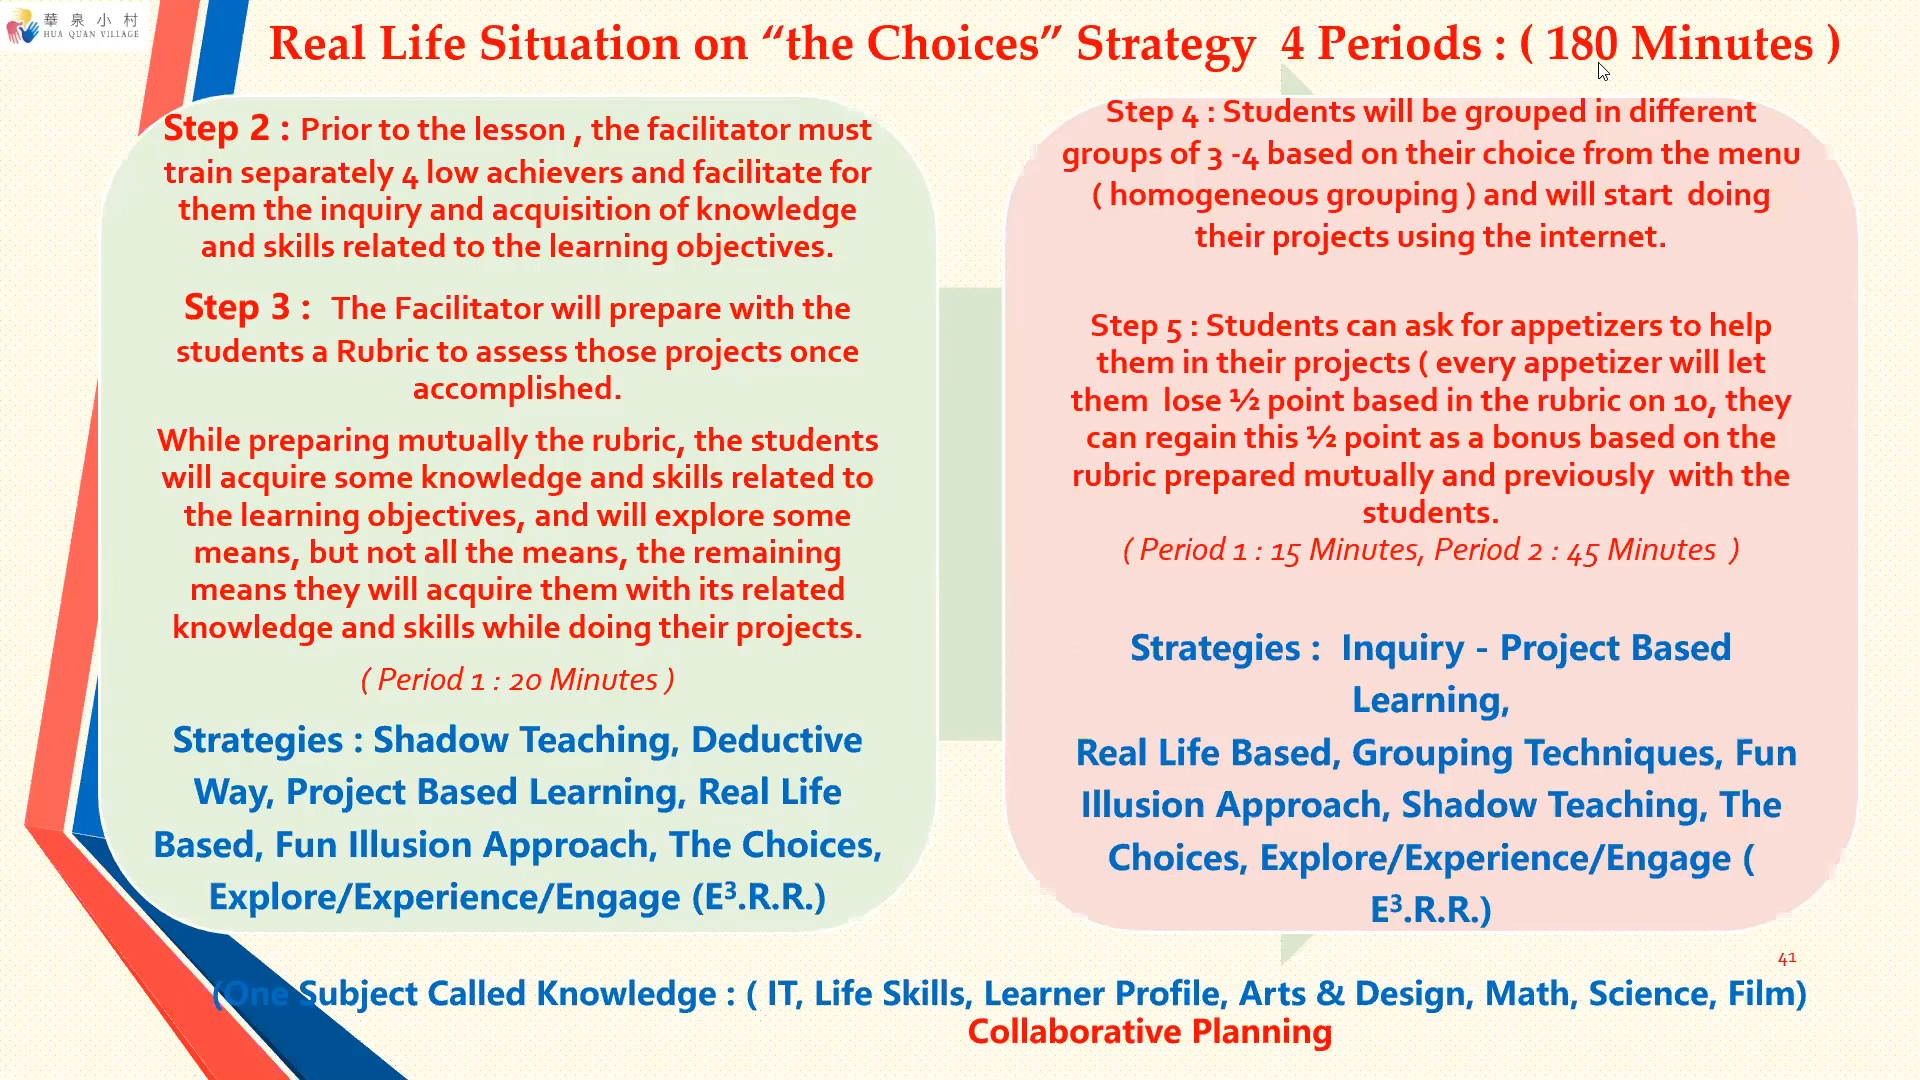 華泉小村
HUA QUAN VILLAGE
Real Life Situation on “the Choices” Strategy 4 Periods : ( 180 Minutes )
Step 2 : Prior to the lesson , the facilitator must
train separately 4 low achievers and facilitate for
them the inquiry and acquisition of knowledge
and skills related to the learning objectives.
Step 3 : The Facilitator will prepare with the
students a Rubric to assess those projects once
accomplished.
While preparing mutually the rubric, the students
will acquire some knowledge and skills related to
the learning objectives, and will explore some
means, but not all the means, the remaining
means they will acquire them with its related
knowledge and skills while doing their projects.
( Period 1 : 20 Minutes )
Strategies : Shadow Teaching, Deductive
Way, Project Based Learning, Real Life
Based, Fun Illusion Approach, The Choices,
Explore/Experience/Engage (E³.R.R.)
Step 4 : Students will be grouped in different
groups of 3 -4 based on their choice from the menu
( homogeneous grouping ) and will start doing
their projects using the internet.
Step 5 : Students can ask for appetizers to help
them in their projects ( every appetizer will let
them lose ½ point based in the rubric on 10, they
can regain this ½ point as a bonus based on the
rubric prepared mutually and previously with the
students.
( Period 1 : 15 Minutes, Period 2 : 45 Minutes )
Strategies : Inquiry - Project Based
Learning,
Real Life Based, Grouping Techniques, Fun
Illusion Approach, Shadow Teaching, The
Choices, Explore/Experience/Engage (
E³.R.R.)
41
(One Subject Called Knowledge : ( IT, Life Skills, Learner Profile, Arts & Design, Math, Science, Film)
Collaborative Planning